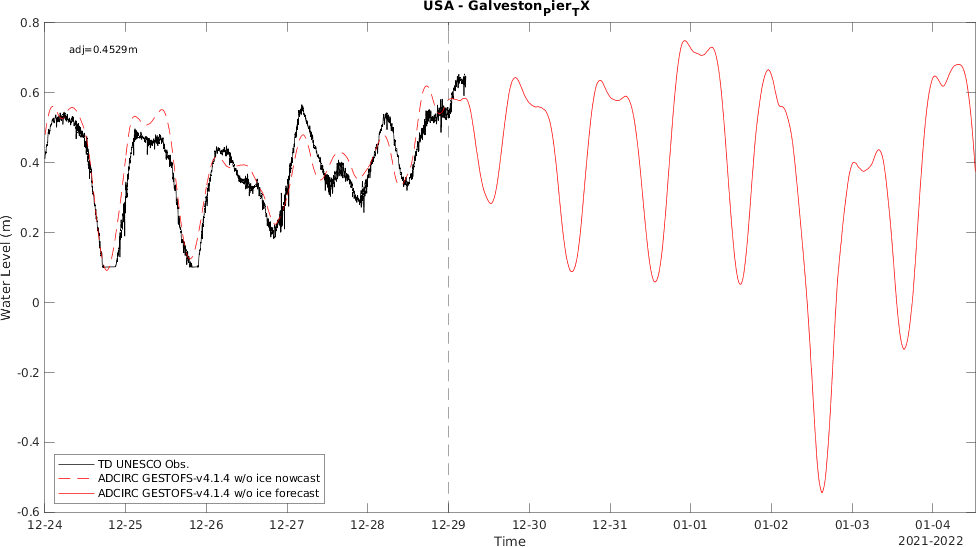 USA - Galveston_Pier_TX
0.8
adj=0.4529m
0.6
0.4
0.2
0
-0.2
-0.4
-0.6
Water Level (m)
TD UNESCO Obs.
ADCIRC GESTOFS-v4.1.4 w/o ice nowcast
ADCIRC GESTOFS-v4.1.4 w/o ice forecast
12-24 12-25 12-26 12-27 12-28 12-29 12-30 12-31 01-01 01-02 01-03 01-04
Time
2021-2022